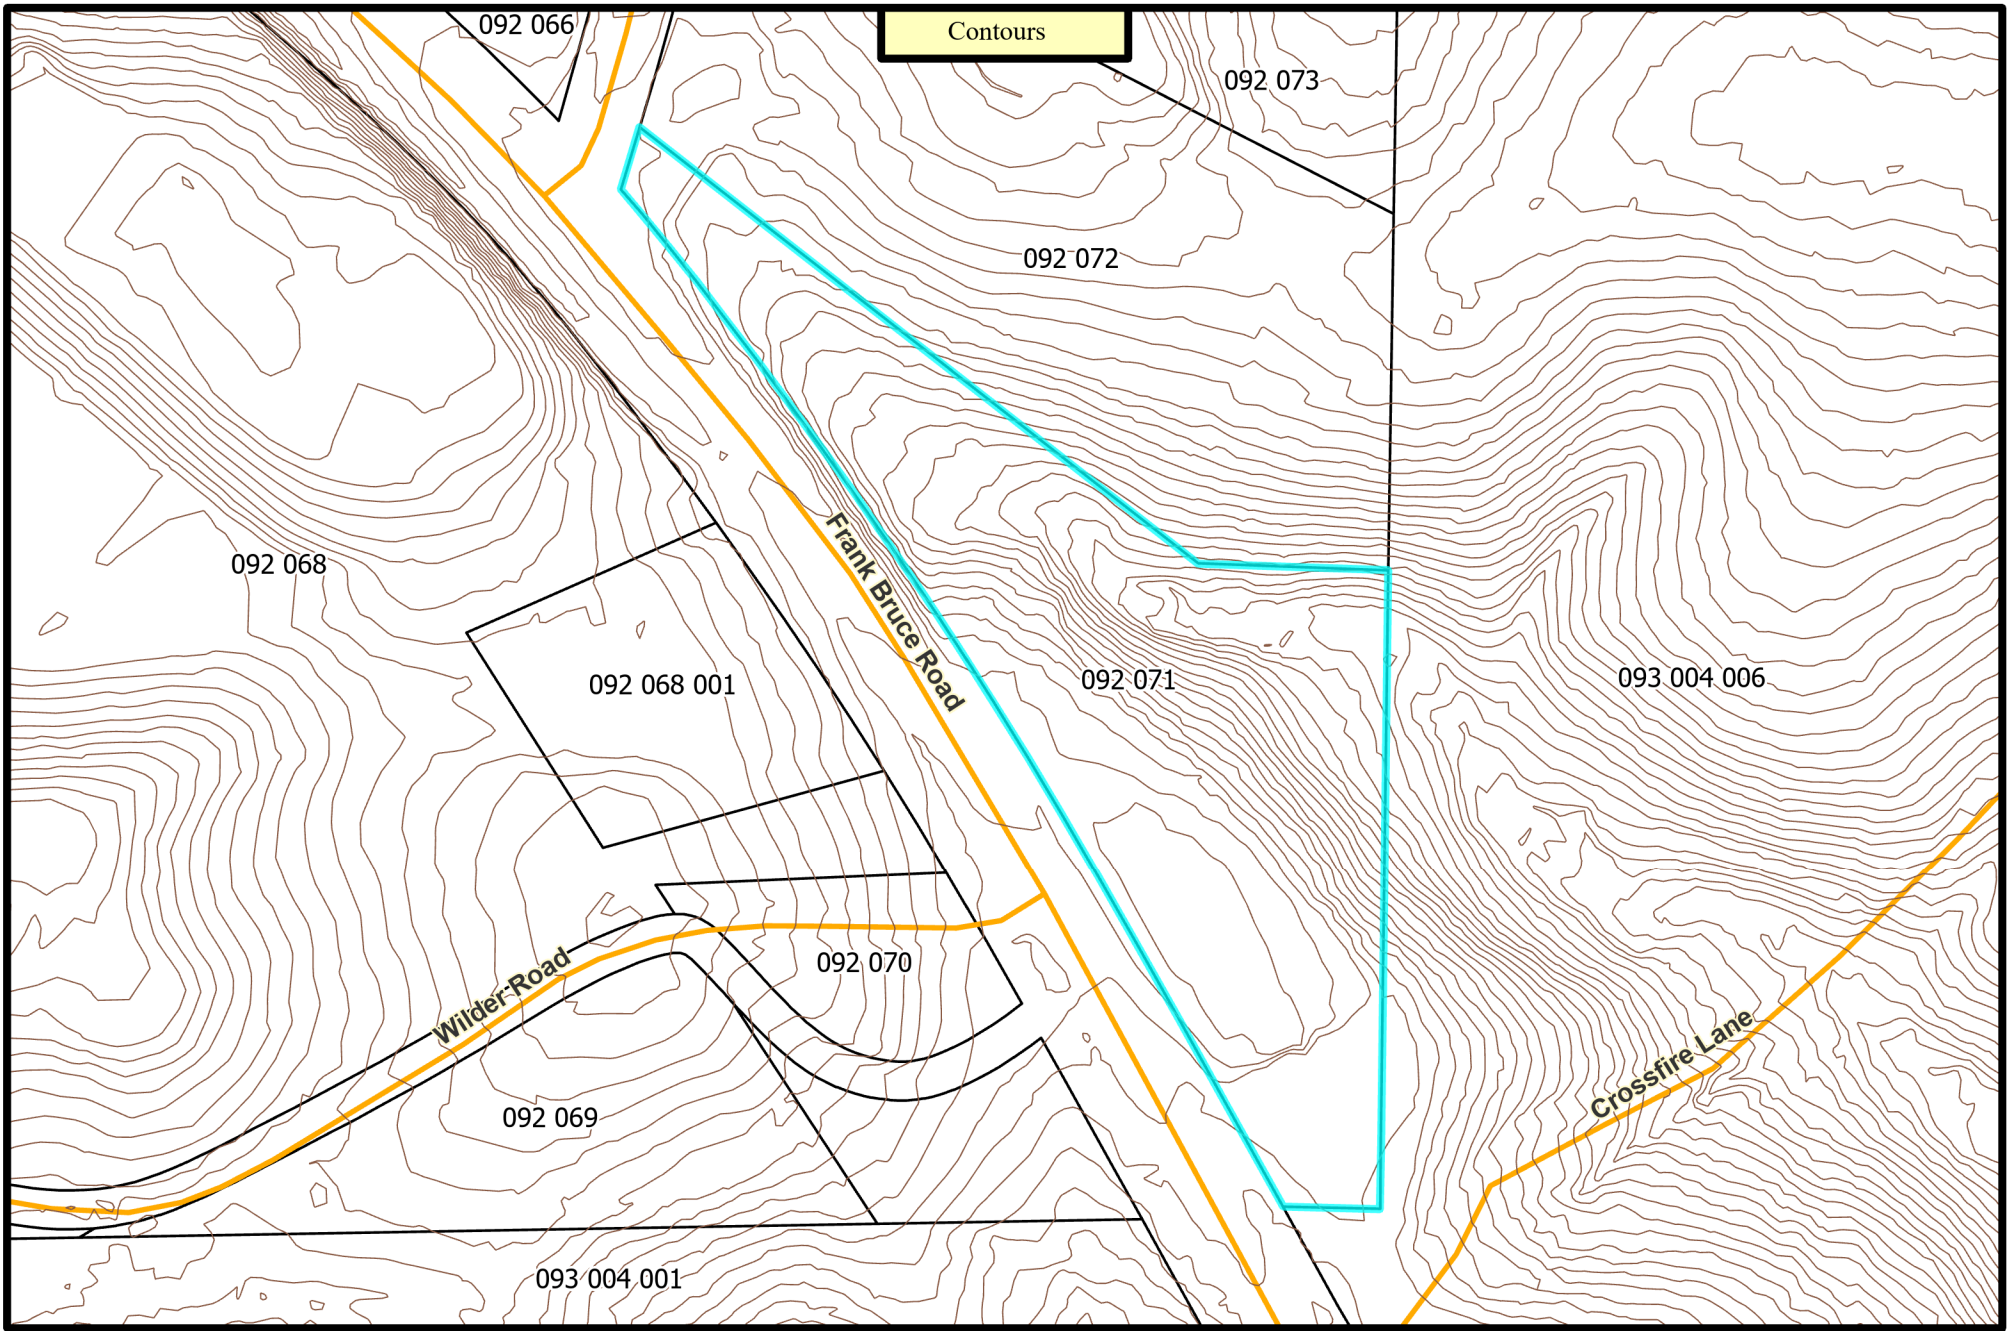 092 066
Contours
092 073
092 072
092 068
Frank Bruce Road
092 071
093 004 006
092 068 001
092 070
Wilder Road
Crossfire Lane
092 069
093 004 001